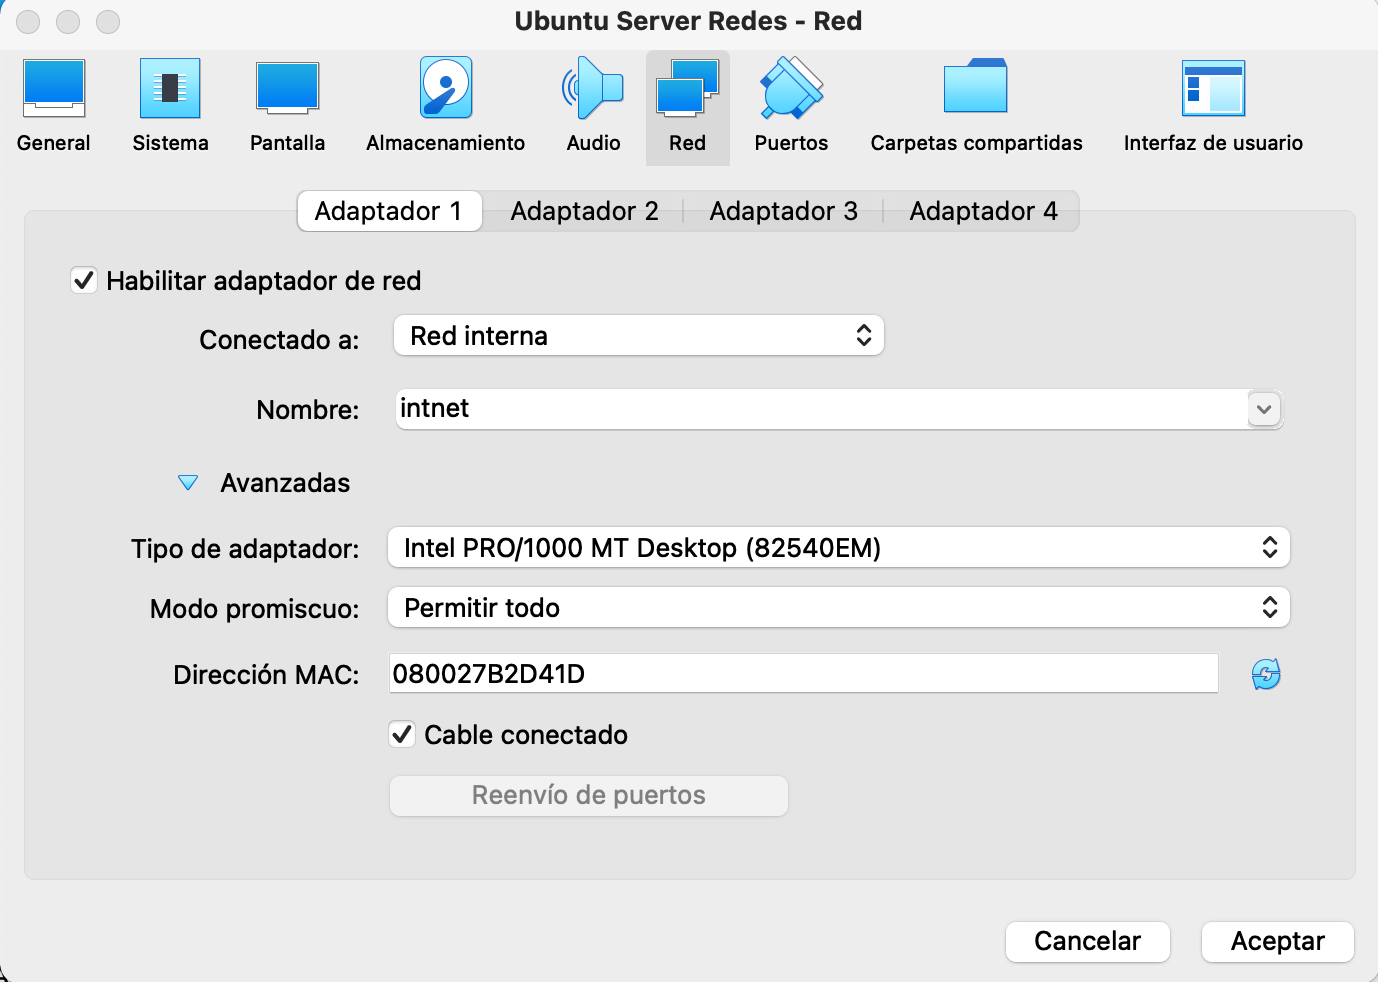 Ubuntu Server Redes - Red
General Sistema Pantalla Almacenamiento Audio Red Puertos Carpetas compartidas Interfaz de usuario
Adaptador 1 Adaptador 2 Adaptador 3 Adaptador 4
Habilitar adaptador de red
Conectado a: Red interna
Nombre: intnet
Avanzadas
Tipo de adaptador: Intel PRO/1000 MT Desktop (82540EM)
Modo promiscuo: Permitir todo
Dirección MAC: 080027B2D41D
Cable conectado
Reenvío de puertos
Cancelar Aceptar